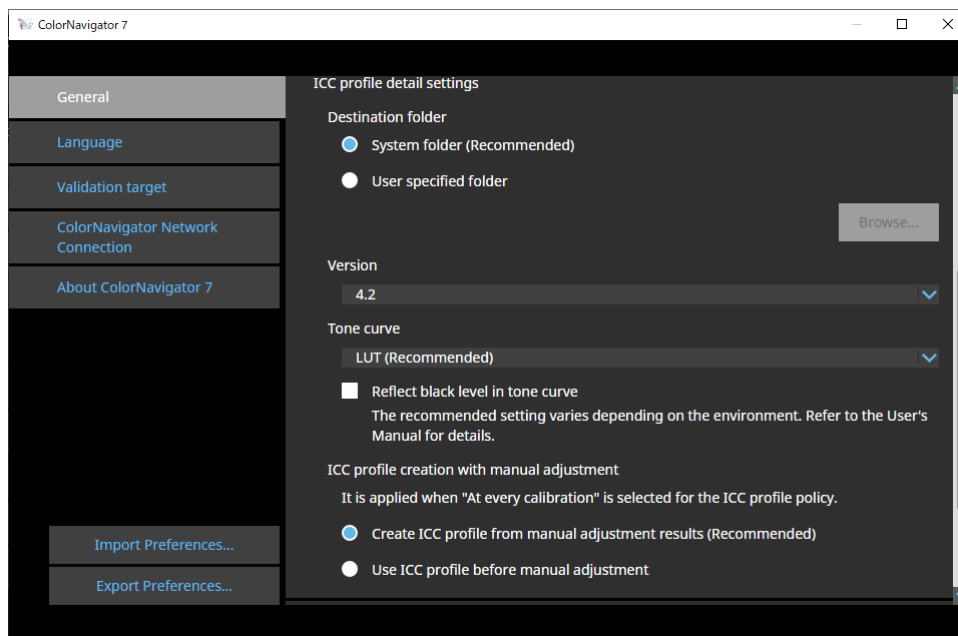 ColorNavigator 7
General
Language
Validation target
ColorNavigator Network
Connection
About ColorNavigator 7
Import Preferences...
Export Preferences...
ICC profile detail settings
Destination folder
System folder (Recommended)
User specified folder
Browse...
Version
4.2
Tone curve
LUT (Recommended)
Reflect black level in tone curve
The recommended setting varies depending on the environment. Refer to the User's
Manual for details.
ICC profile creation with manual adjustment
It is applied when "At every calibration" is selected for the ICC profile policy.
Create ICC profile from manual adjustment results (Recommended)
Use ICC profile before manual adjustment